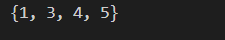 {1, 3, 4, 5}